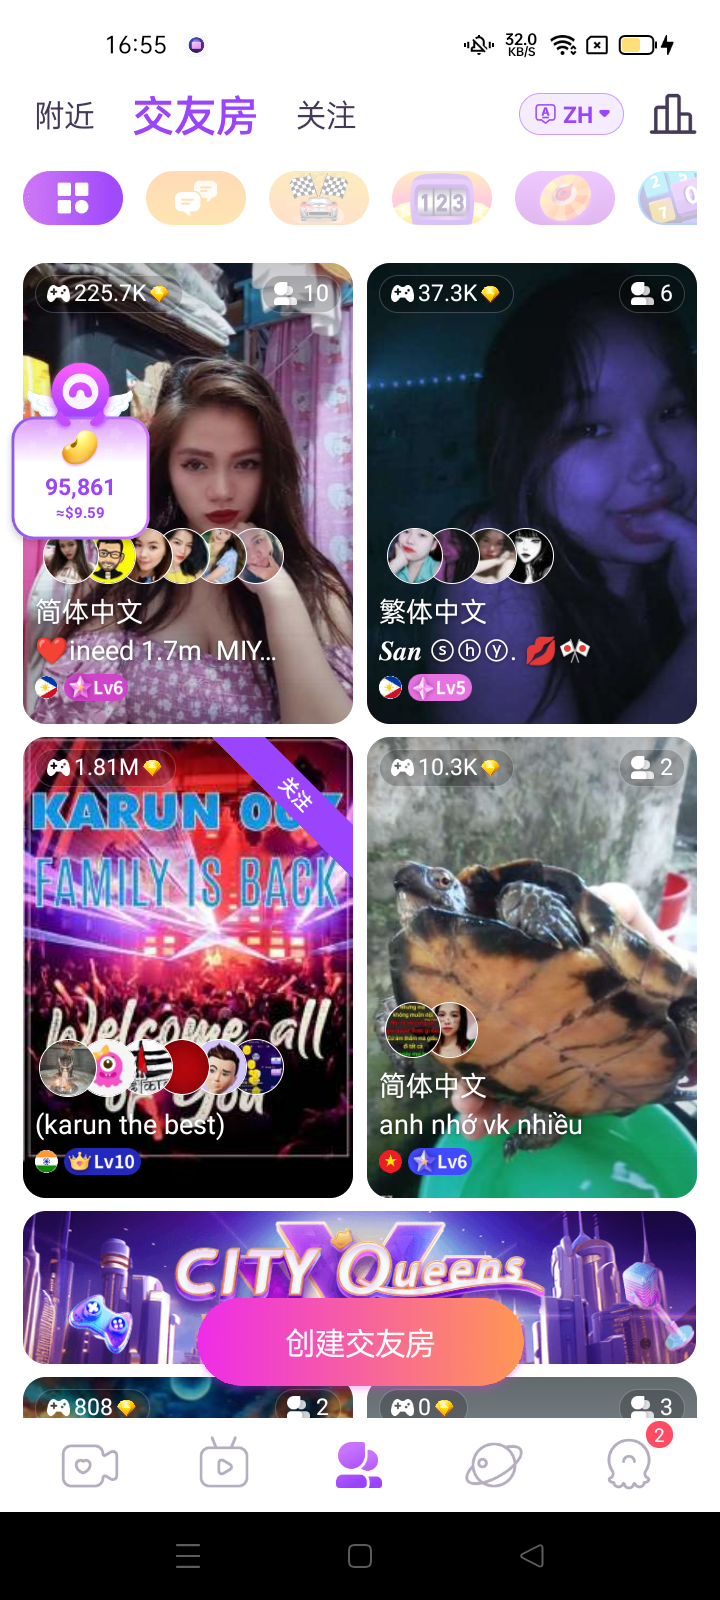 16:55
32.0
KB/S
附近 交友房 关注
ZH
123
225.7K 10
37.3K 6
95,861
≈$9.59
简体中文
❤️ineed 1.7m MIY...
Lv6
繁体中文
San ⓢⓗⓨ. 💋🎌
Lv5
1.81M
关注
KARUN 007
FAMILY IS BACK
Welcome all
of You
(karun the best)
Lv10
10.3K 2
简体中文
anh nhớ vk nhiều
Lv6
CITY Queens
创建交友房
808 2
0 3
2